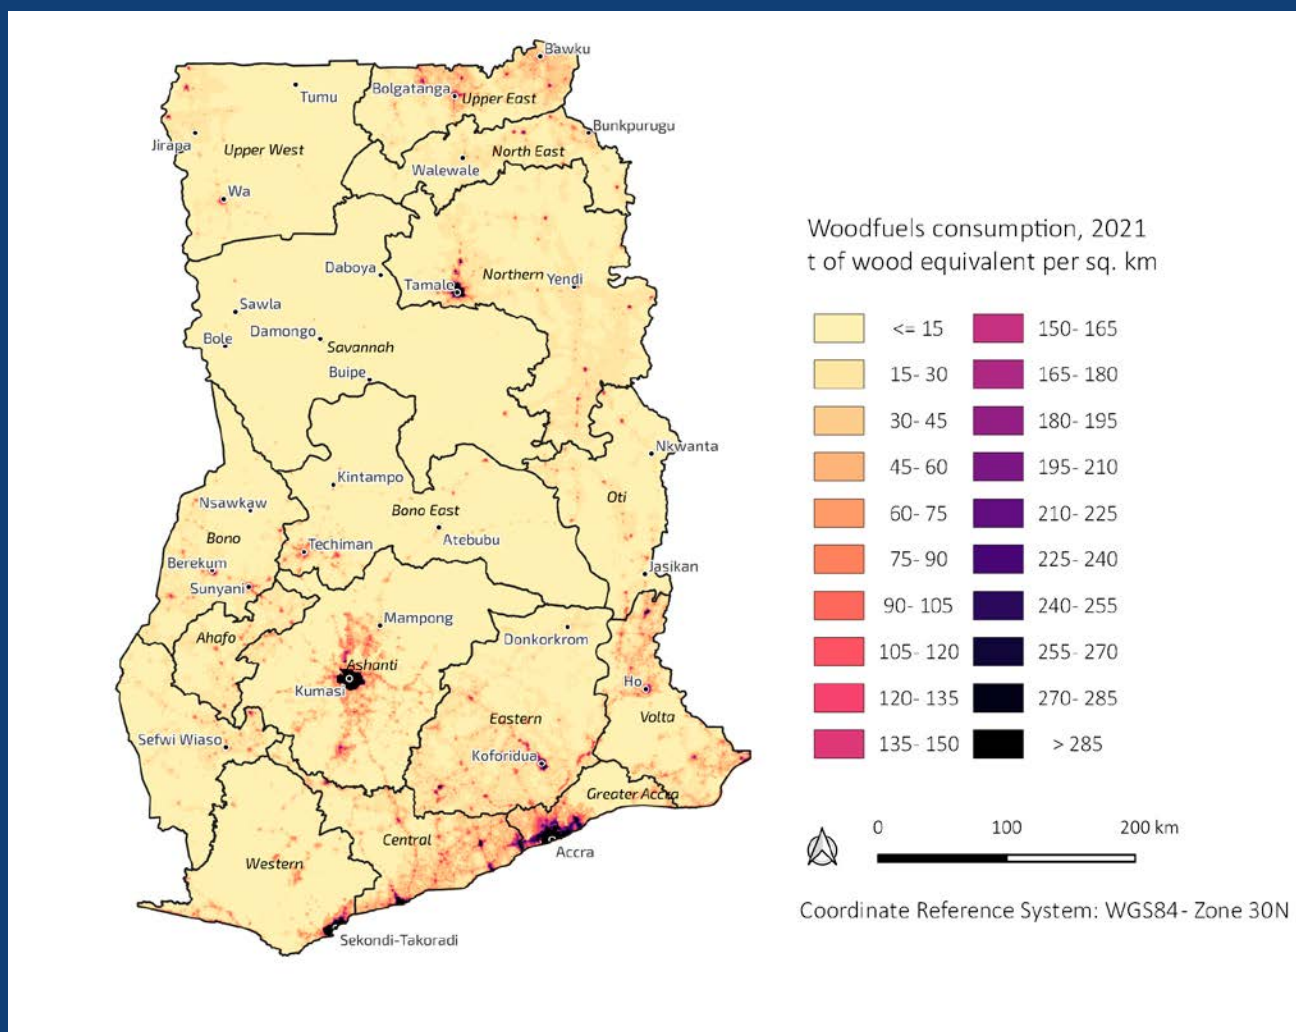 Bawku
Bolgatanga
Upper East
Tumu
Bunkpurugu
Jirapa
Upper West
North East
Walewale
Wa
Daboya
Northern
Yendi
Tamale
Sawla
Damongo
Bole
Savannah
Buipe
Nkwanta
Kintampo
Oti
Nsawkaw
Bono East
Bono
Techiman
Atebubu
Berekum
Jasikan
Sunyani
Mampong
Ahafo
Donkorkrom
Ashanti
Ho
Kumasi
Volta
Eastern
Sefwi Wiaso
Koforidua
Greater Accra
Central
Accra
Western
Sekondi-Takoradi
Woodfuels consumption, 2021
t of wood equivalent per sq. km
<= 15
15- 30
30- 45
45- 60
60- 75
75- 90
90- 105
105- 120
120- 135
135- 150
150- 165
165- 180
180- 195
195- 210
210- 225
225- 240
240- 255
255- 270
270- 285
> 285
0 100 200 km
Coordinate Reference System: WGS84- Zone 30N